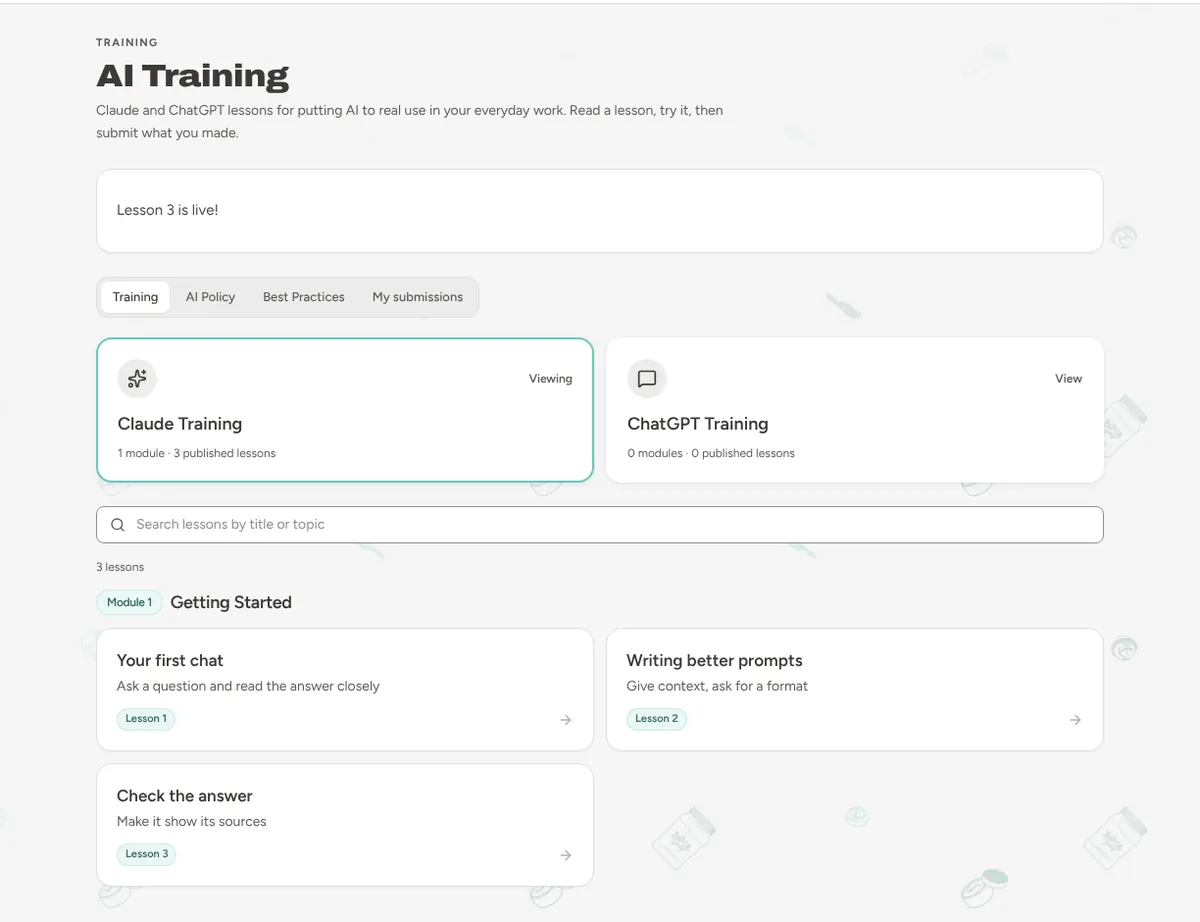 TRAINING
AI Training
Claude and ChatGPT lessons for putting AI to real use in your everyday work. Read a lesson, try it, then
submit what you made.
Lesson 3 is live!
Training
AI Policy
Best Practices
My submissions
Viewing
Claude Training
1 module · 3 published lessons
View
ChatGPT Training
0 modules · 0 published lessons
Search lessons by title or topic
3 lessons
Module 1 Getting Started
Your first chat
Ask a question and read the answer closely
Lesson 1
Writing better prompts
Give context, ask for a format
Lesson 2
Check the answer
Make it show its sources
Lesson 3